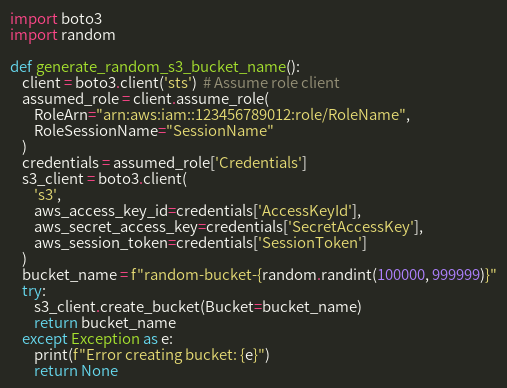 import boto3
import random
def generate_random_s3_bucket_name():
client = boto3.client('sts')  # Assume role client
assumed_role = client.assume_role(
RoleArn="arn:aws:iam::123456789012:role/RoleName",
RoleSessionName="SessionName"
)
credentials = assumed_role['Credentials']
s3_client = boto3.client(
's3',
aws_access_key_id=credentials['AccessKeyId'],
aws_secret_access_key=credentials['SecretAccessKey'],
aws_session_token=credentials['SessionToken']
)
bucket_name = f"random-bucket-{random.randint(100000, 999999)}"
try:
s3_client.create_bucket(Bucket=bucket_name)
return bucket_name
except Exception as e:
print(f"Error creating bucket: {e}")
return None